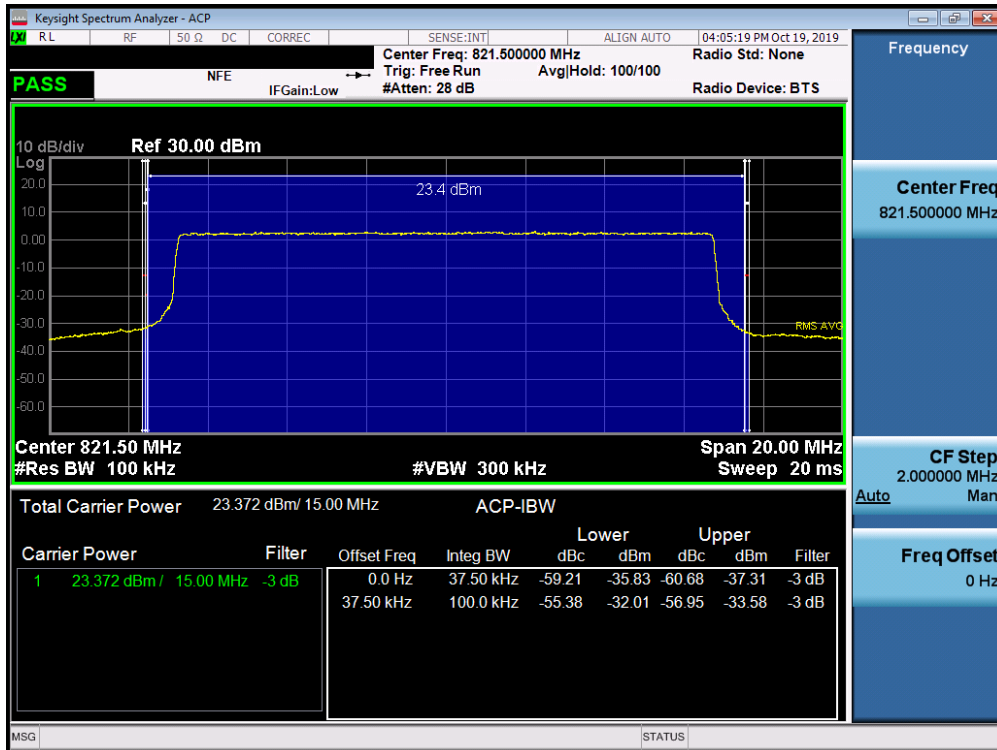 Keysight Spectrum Analyzer - ACP
LXI RL RF 50 Ω DC CORREC SENSE:INT ALIGN AUTO 04:05:19 PM Oct 19, 2019
Center Freq: 821.500000 MHz Radio Std: None
NFE Trig: Free Run Avg|Hold: 100/100
PASS IFGain:Low #Atten: 28 dB Radio Device: BTS
10 dB/div Ref 30.00 dBm
Log
20.0
23.4 dBm
10.0
0.00
-10.0
-20.0
-30.0
RMS AVG
-40.0
-50.0
-60.0
Center 821.50 MHz Span 20.00 MHz
#Res BW 100 kHz #VBW 300 kHz Sweep 20 ms
Total Carrier Power 23.372 dBm/ 15.00 MHz ACP-IBW
Lower Upper
Carrier Power Filter Offset Freq Integ BW dBc dBm dBc dBm Filter
1 23.372 dBm / 15.00 MHz -3 dB 0.0 Hz 37.50 kHz -59.21 -35.83 -60.68 -37.31 -3 dB
37.50 kHz 100.0 kHz -55.38 -32.01 -56.95 -33.58 -3 dB
MSG STATUS
Frequency
Center Freq
821.500000 MHz
CF Step
2.000000 MHz
Auto Man
Freq Offset
0 Hz